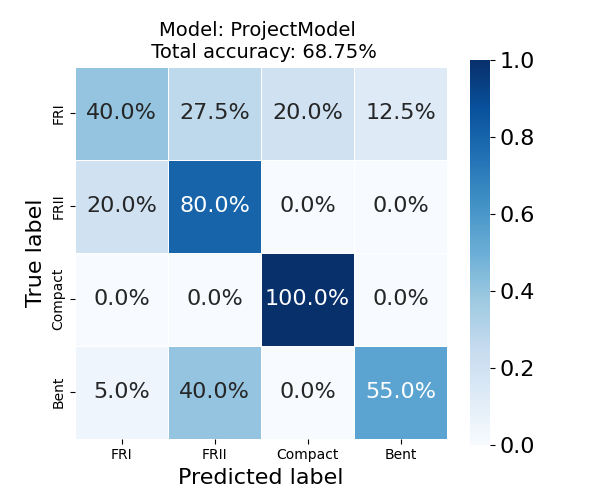 Model: ProjectModel
Total accuracy: 68.75%
FRI
40.0% 27.5% 20.0% 12.5%
FRII
20.0% 80.0% 0.0% 0.0%
Compact
0.0% 0.0% 100.0% 0.0%
Bent
5.0% 40.0% 0.0% 55.0%
FRI FRII Compact Bent
Predicted label
True label
1.0
0.8
0.6
0.4
0.2
0.0